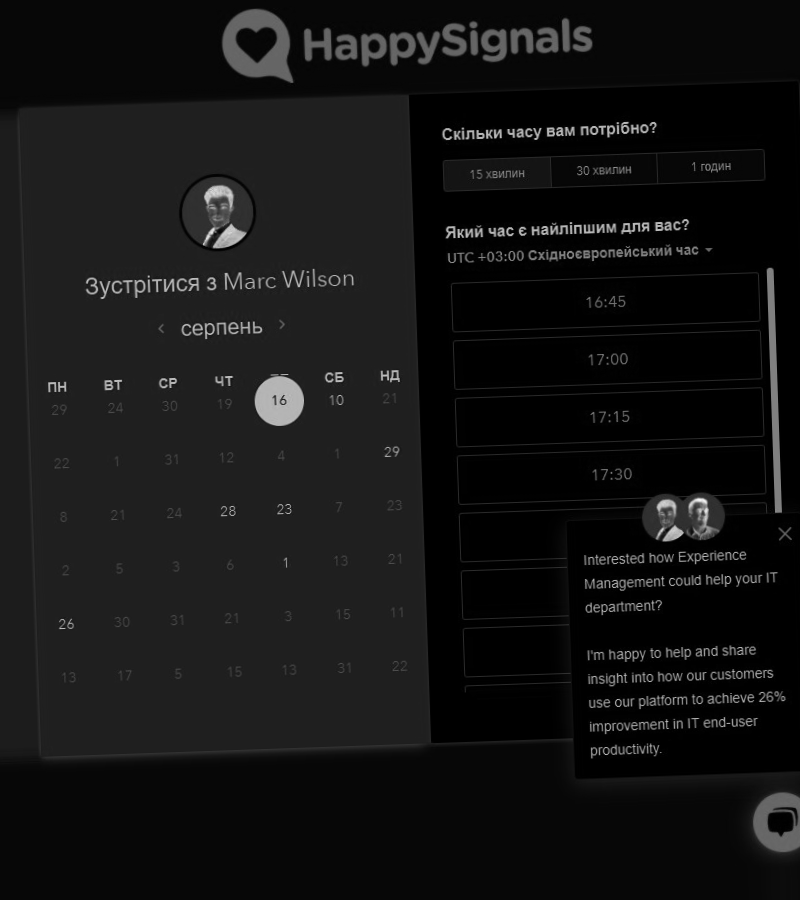 HappySignals
Зустрітися з Marc Wilson
серпень
ПН ВТ СР ЧТ СБ НД
29 24 30 19 16 10 21
22 1 31 12 4 1 29
8 21 24 28 23 7 23
2 5 3 6 1 13 21
26 30 31 21 3 15 11
13 17 5 15 13 31 22
Скільки часу вам потрібно?
15 хвилин 30 хвилин 1 годин
Який час є найліпшим для вас?
UTC +03:00 Східноєвропейський час
16:45
17:00
17:15
17:30
Interested how Experience
Management could help your IT
department?
I'm happy to help and share
insight into how our customers
use our platform to achieve 26%
improvement in IT end-user
productivity.